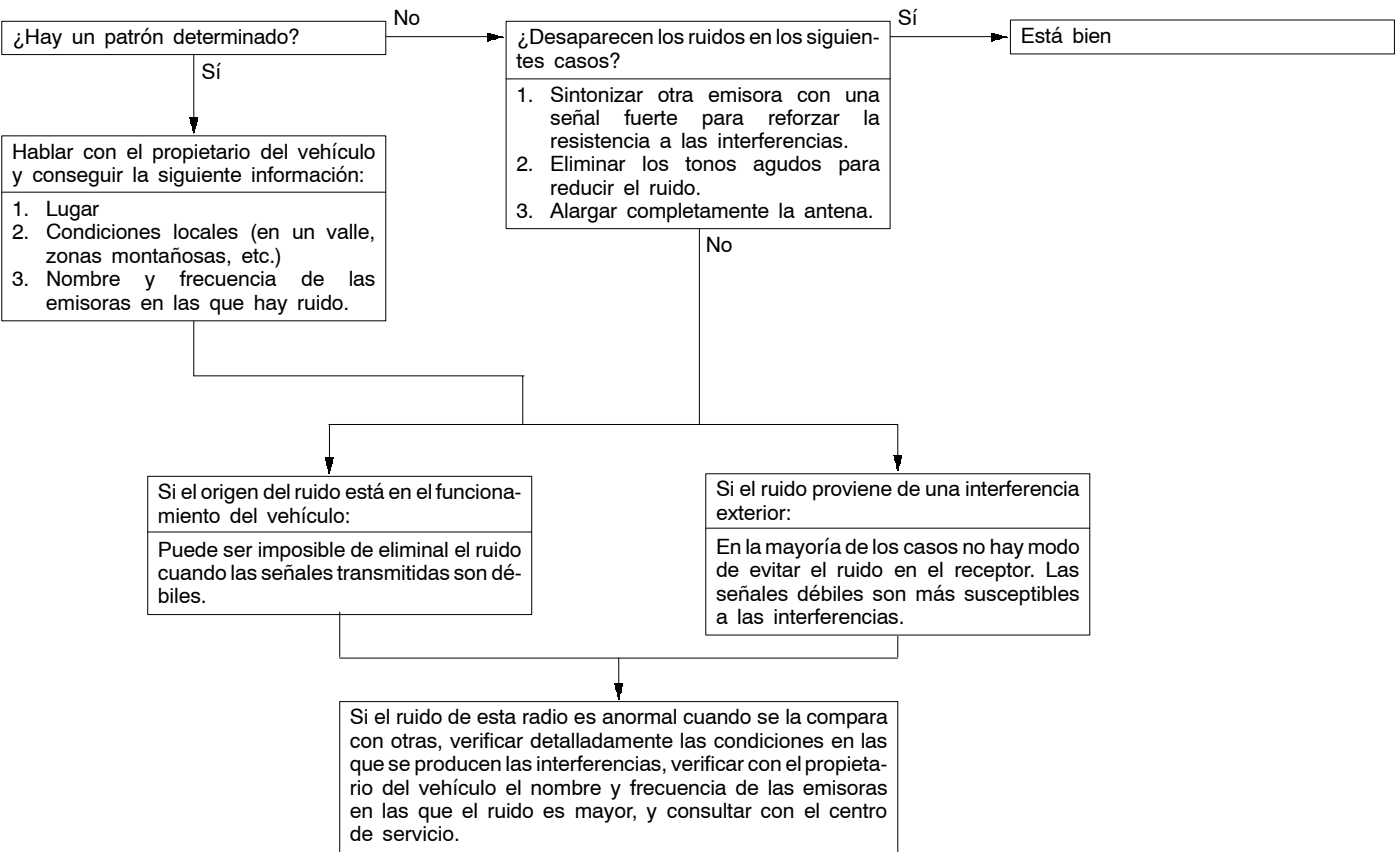 ¿Hay un patrón determinado?
No
¿Desaparecen los ruidos en los siguien-
tes casos?
Sí
Está bien
Sí
1. Sintonizar otra emisora con una
señal fuerte para reforzar la
resistencia a las interferencias.
2. Eliminar los tonos agudos para
reducir el ruido.
3. Alargar completamente la antena.
Hablar con el propietario del vehículo
y conseguir la siguiente información:
1. Lugar
2. Condiciones locales (en un valle,
zonas montañosas, etc.)
3. Nombre y frecuencia de las
emisoras en las que hay ruido.
No
Si el origen del ruido está en el funciona-
miento del vehículo:
Puede ser imposible de eliminal el ruido
cuando las señales transmitidas son dé-
biles.
Si el ruido proviene de una interferencia
exterior:
En la mayoría de los casos no hay modo
de evitar el ruido en el receptor. Las
señales débiles son más susceptibles
a las interferencias.
Si el ruido de esta radio es anormal cuando se la compara
con otras, verificar detalladamente las condiciones en las
que se producen las interferencias, verificar con el propieta-
rio del vehículo el nombre y frecuencia de las emisoras
en las que el ruido es mayor, y consultar con el centro
de servicio.